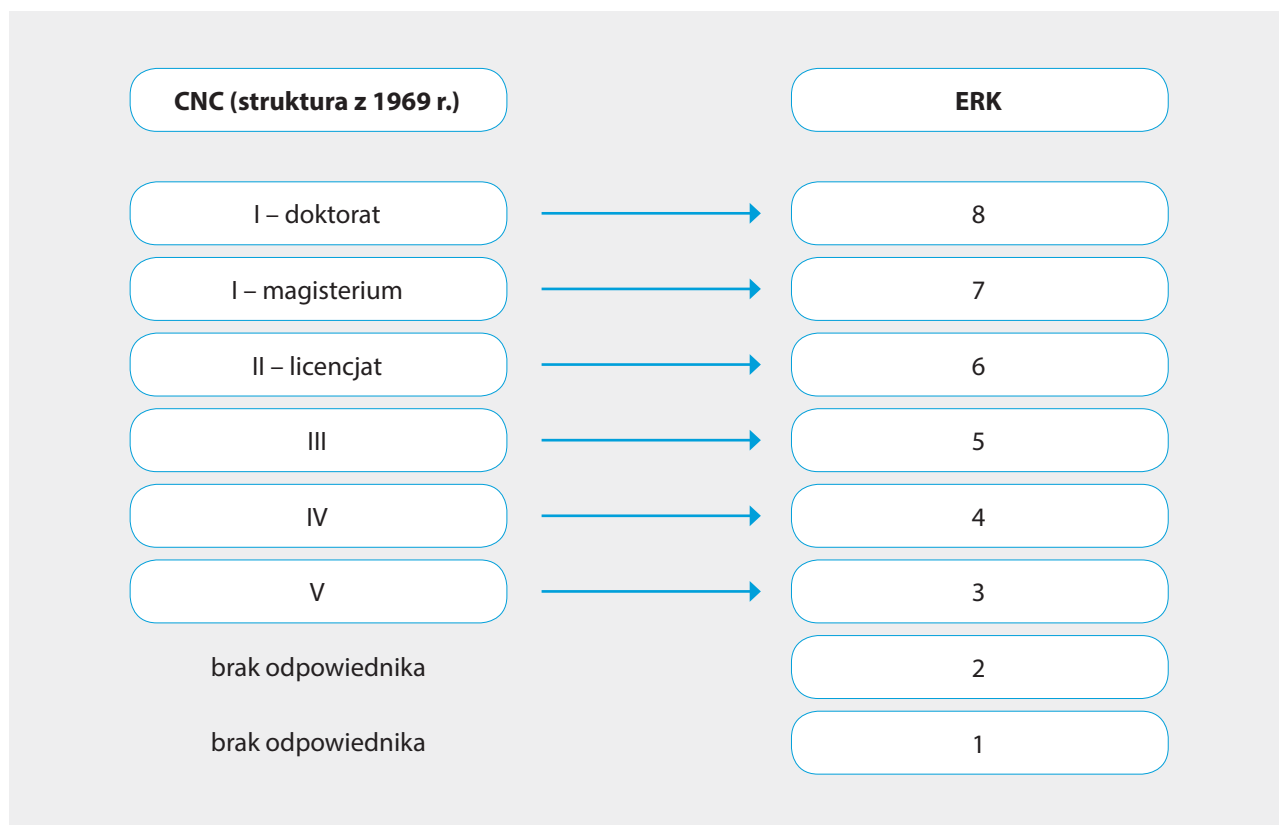 CNC (struktura z 1969 r.)
ERK
I – doktorat
8
I – magisterium
7
II – licencjat
6
III
5
IV
4
V
3
brak odpowiednika
2
brak odpowiednika
1